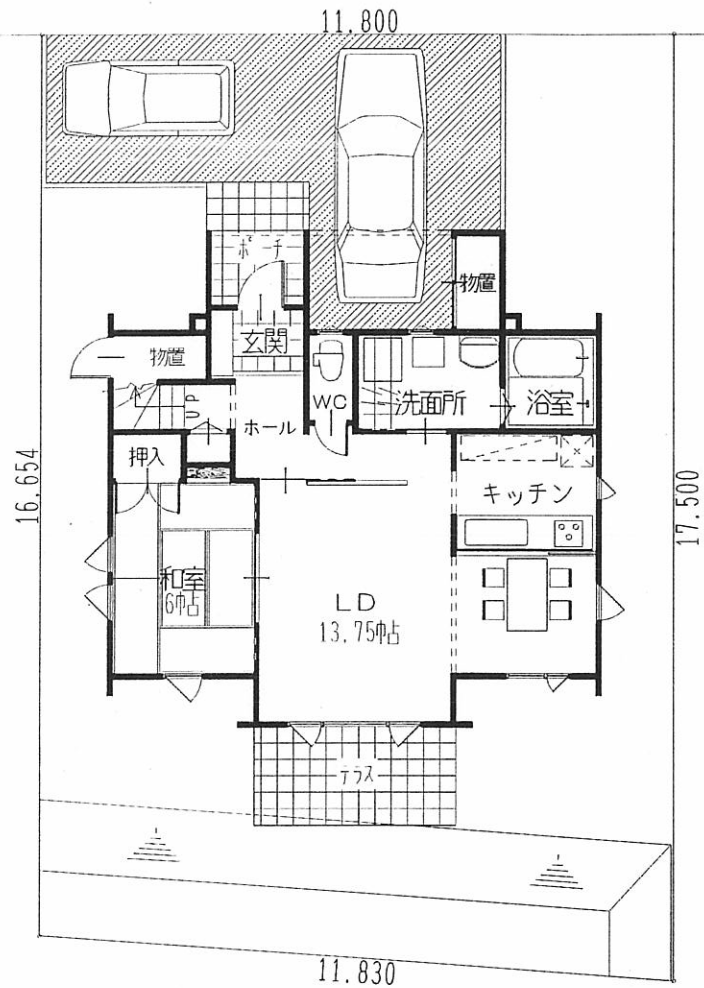 11.800
ポーチ
物置
玄関
物置
WC
洗面所
浴室
UP
ホール
押入
キッチン
16.654
17.500
和室
6帖
LD
13.75帖
テラス
11.830